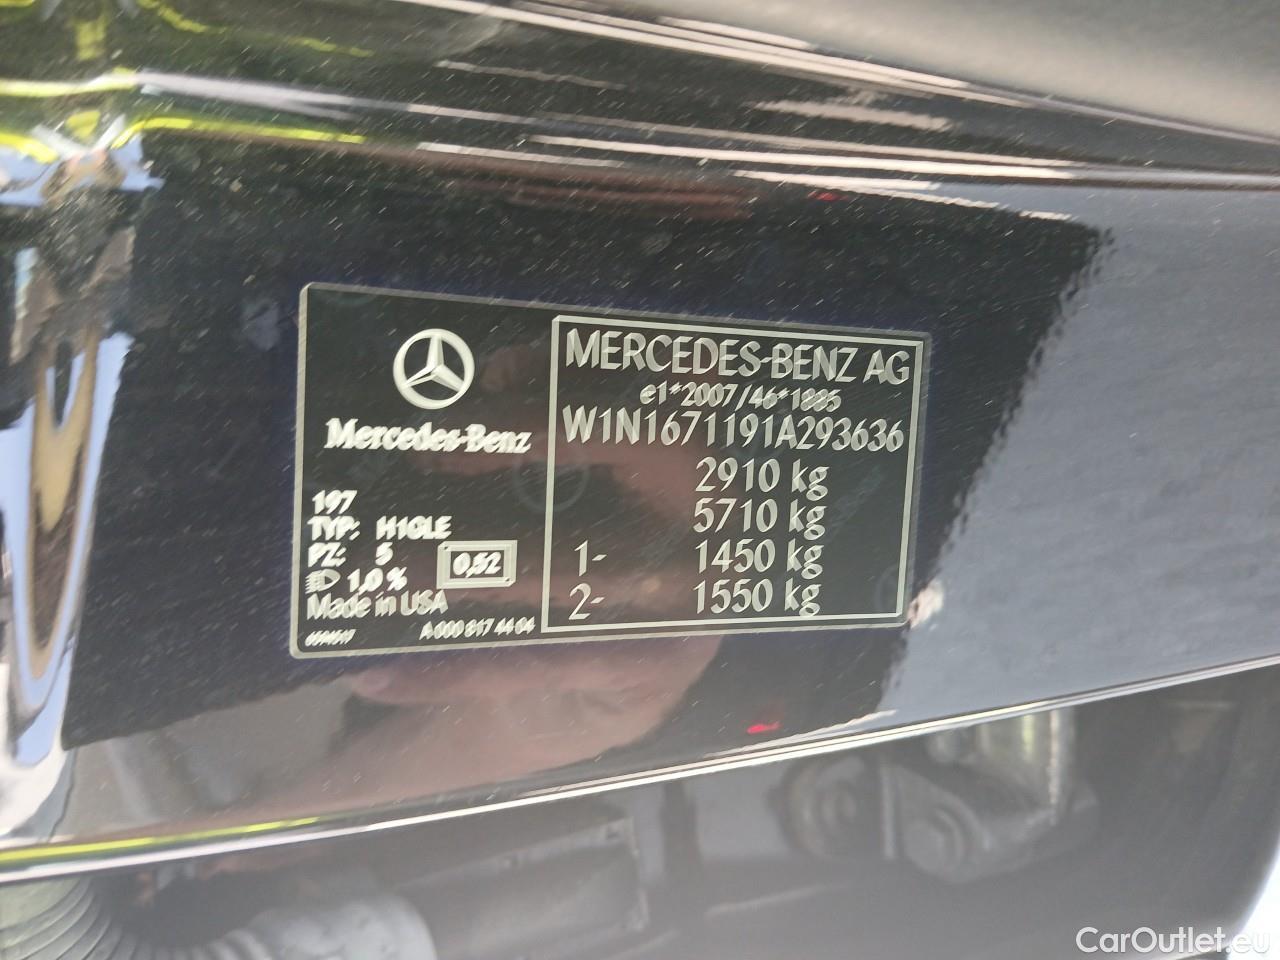 Mercedes-Benz
197
TYP: H1GLE
PZ: 5
0,52
1,0 %
Made in USA
A 000 817 44 04
MERCEDES-BENZ AG
e1*2007/46*1885
W1N1671191A293636
2910 kg
5710 kg
1- 1450 kg
2- 1550 kg
CarOutlet.eu